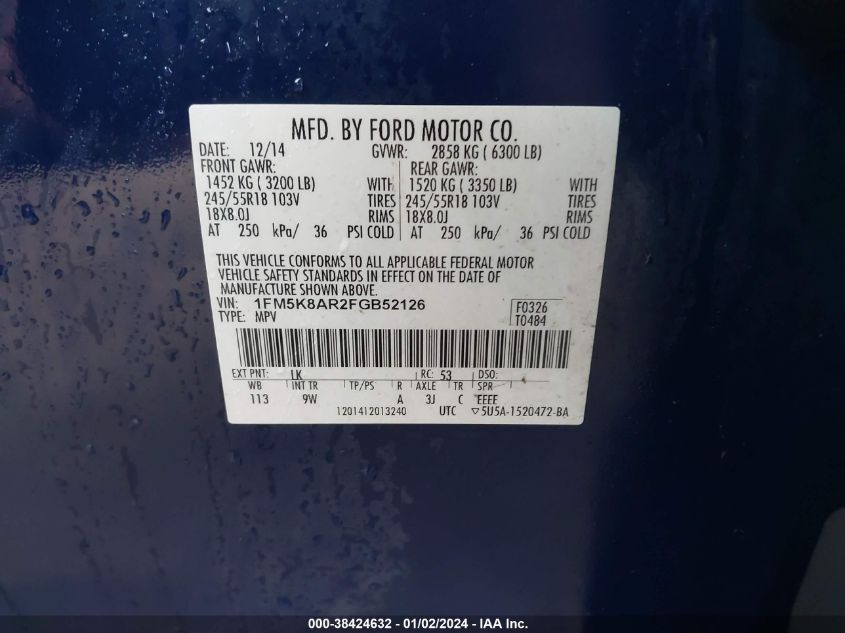 MFD. BY FORD MOTOR CO.
DATE: 12/14 GVWR: 2858 KG ( 6300 LB)
FRONT GAWR: REAR GAWR:
1452 KG ( 3200 LB) WITH 1520 KG ( 3350 LB) WITH
245/55R18 103V TIRES 245/55R18 103V TIRES
18X8.0J RIMS 18X8.0J RIMS
AT 250 kPa/ 36 PSI COLD AT 250 kPa/ 36 PSI COLD
THIS VEHICLE CONFORMS TO ALL APPLICABLE FEDERAL MOTOR
VEHICLE SAFETY STANDARDS IN EFFECT ON THE DATE OF
MANUFACTURE SHOWN ABOVE.
VIN: 1FM5K8AR2FGB52126 F0326
TYPE: MPV T0484
EXT PNT: LK RC: 53 DSO:
WB INT TR TP/PS R AXLE TR SPR
113 9W A 3J C EEEE
1201412013240 UTC ▽5U5A-1520472-BA
000-38424632 - 01/02/2024 - IAA Inc.